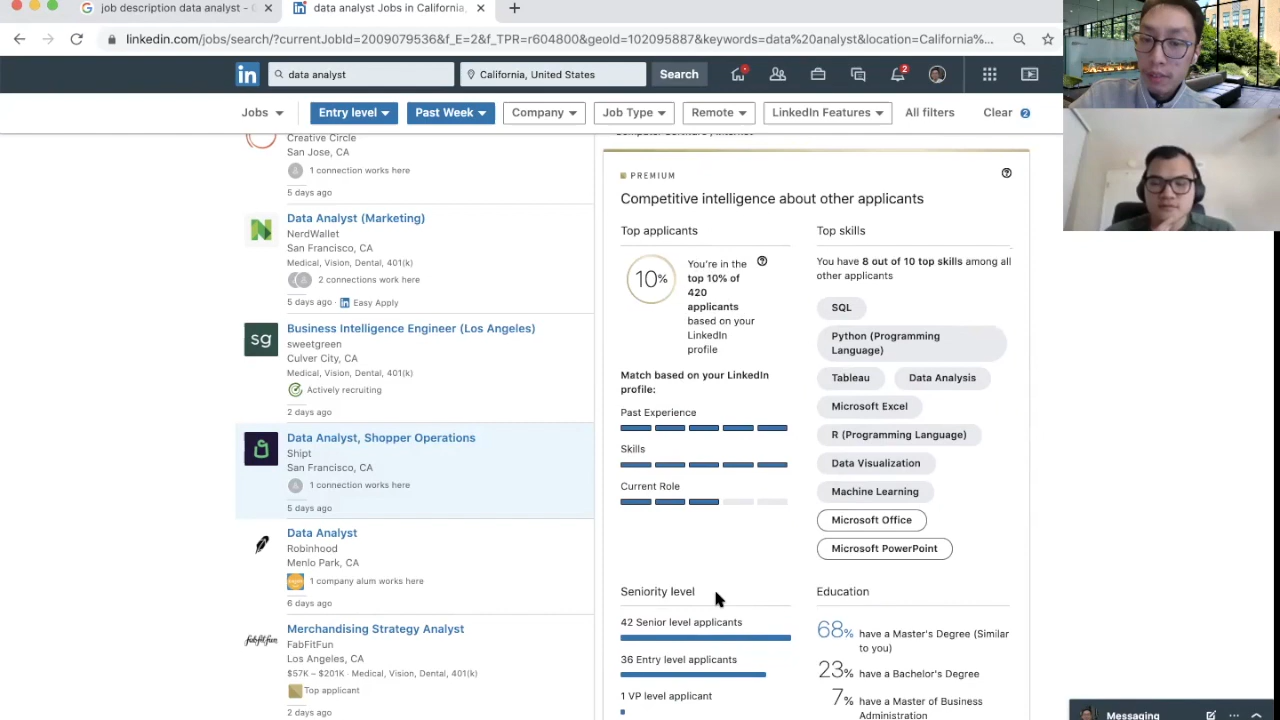 job description data analyst -
data analyst Jobs in California,
linkedin.com/jobs/search/?currentJobId=2009079536&f_E=2&f_TPR=r604800&geoId=102095887&keywords=data%20analyst&location=California%...
in
data analyst
California, United States
Search
2
Jobs
Entry level
Past Week
Company
Job Type
Remote
LinkedIn Features
All filters
Clear
2
Creative Circle
San Jose, CA
1 connection works here
5 days ago
Data Analyst (Marketing)
NerdWallet
San Francisco, CA
Medical, Vision, Dental, 401(k)
2 connections work here
5 days ago · in Easy Apply
sg
Business Intelligence Engineer (Los Angeles)
sweetgreen
Culver City, CA
Medical, Vision, Dental, 401(k)
Actively recruiting
2 days ago
Data Analyst, Shopper Operations
Shipt
San Francisco, CA
1 connection works here
5 days ago
Data Analyst
Robinhood
Menlo Park, CA
1 company alum works here
6 days ago
fabfitfun
Merchandising Strategy Analyst
FabFitFun
Los Angeles, CA
$57K – $201K · Medical, Vision, Dental, 401(k)
Top applicant
2 days ago
PREMIUM
Competitive intelligence about other applicants
Top applicants
10%
You're in the
top 10% of
420
applicants
based on your
LinkedIn
profile
Match based on your LinkedIn
profile:
Past Experience
Skills
Current Role
Seniority level
42 Senior level applicants
36 Entry level applicants
1 VP level applicant
Top skills
You have 8 out of 10 top skills among all
other applicants
SQL
Python (Programming
Language)
Tableau
Data Analysis
Microsoft Excel
R (Programming Language)
Data Visualization
Machine Learning
Microsoft Office
Microsoft PowerPoint
Education
68% have a Master's Degree (Similar
to you)
23% have a Bachelor's Degree
7% have a Master of Business
Administration
Messaging